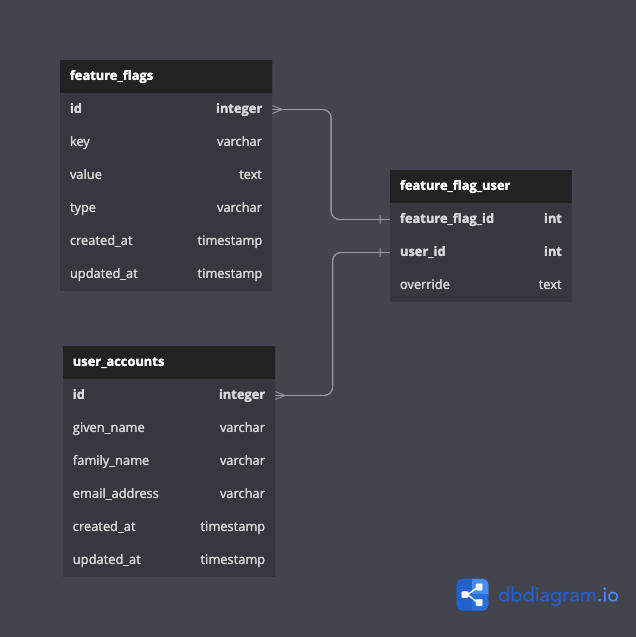 feature_flags
id integer
key varchar
value text
type varchar
created_at timestamp
updated_at timestamp
feature_flag_user
feature_flag_id int
user_id int
override text
user_accounts
id integer
given_name varchar
family_name varchar
email_address varchar
created_at timestamp
updated_at timestamp
dbdiagram.io